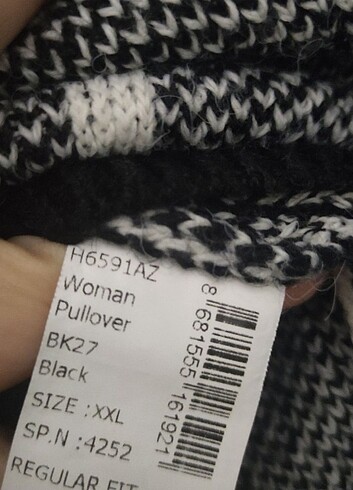 H6591AZ
Woman
Pullover
BK27
Black
SIZE :XXL
SP.N :4252
REGULAR FIT
8 681555 161921